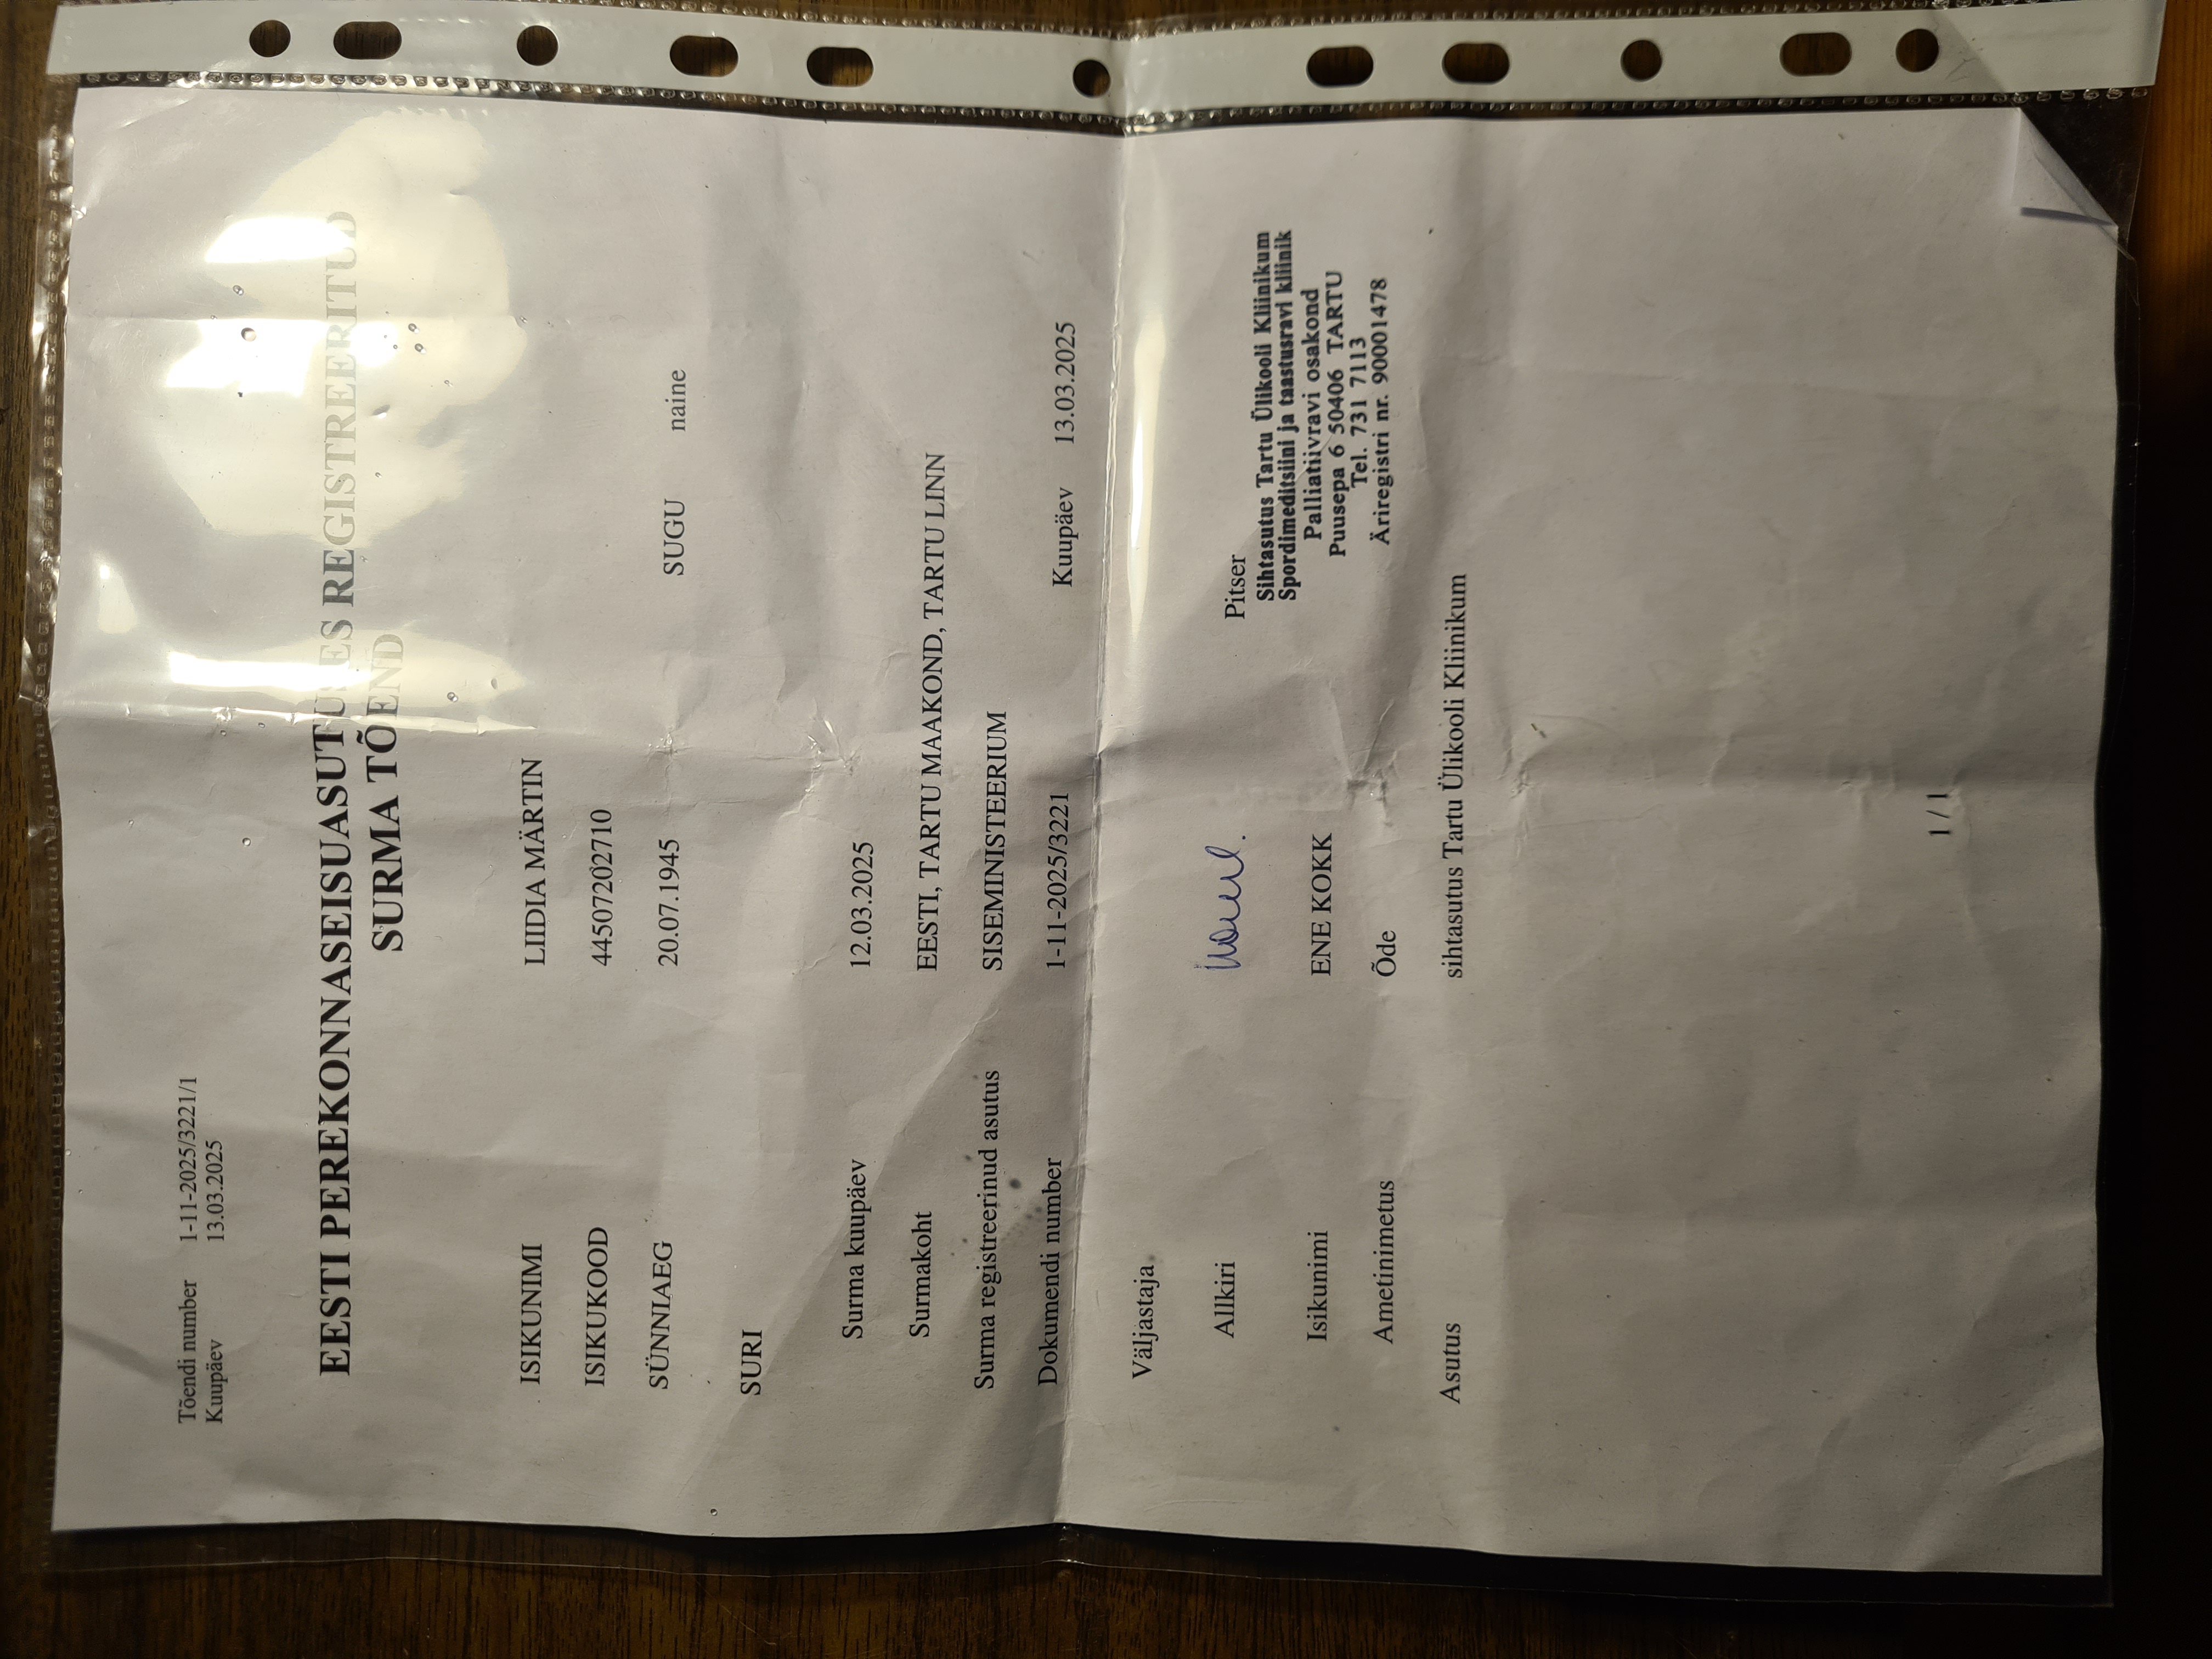 Tõendi number 1-11-2025/3221/1
Kuupäev 13.03.2025
EESTI PEREKONNASEISUASUTUSES REGISTREERITUD
SURMA TÕEND
ISIKUNIMI LIIDIA MÄRTIN
ISIKUKOOD 44507202710
SÜNNIAEG 20.07.1945 SUGU naine
SURI
Surma kuupäev 12.03.2025
Surmakoht EESTI, TARTU MAAKOND, TARTU LINN
Surma registreerinud asutus SISEMINISTEERIUM
Dokumendi number 1-11-2025/3221 Kuupäev 13.03.2025
Väljastaja
Allkiri Pitser
Sihtasutus Tartu Ülikooli Kliinikum
Spordimeditsiini ja taastusravi kliinik
Palliatiivravi osakond
Puusepa 6 50406 TARTU
Tel. 731 7113
Äriregistri nr. 90001478
Isikunimi ENE KOKK
Ametinimetus Õde
Asutus sihtasutus Tartu Ülikooli Kliinikum
1 / 1